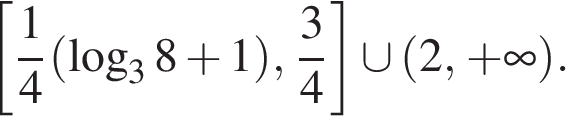 [1/4(log₃ 8 + 1), 3/4] ∪ (2, +∞).